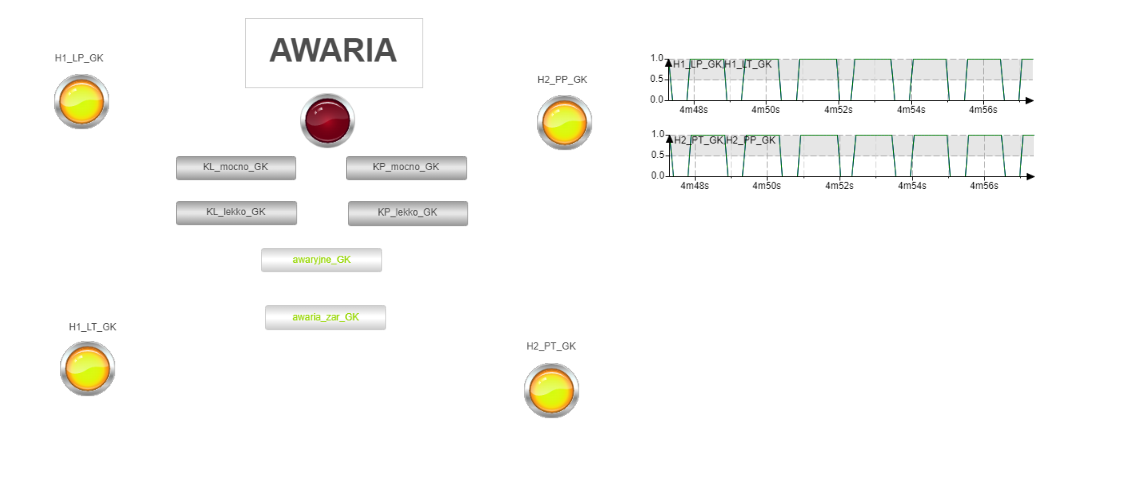 AWARIA
H1_LP_GK
H2_PP_GK
KL_mocno_GK
KP_mocno_GK
KL_lekko_GK
KP_lekko_GK
awaryjne_GK
awaria_zar_GK
H1_LT_GK
H2_PT_GK
1.0
H1_LP_GK,H1_LT_GK
0.5
0.0
4m48s 4m50s 4m52s 4m54s 4m56s
1.0
H2_PT_GK,H2_PP_GK
0.5
0.0
4m48s 4m50s 4m52s 4m54s 4m56s